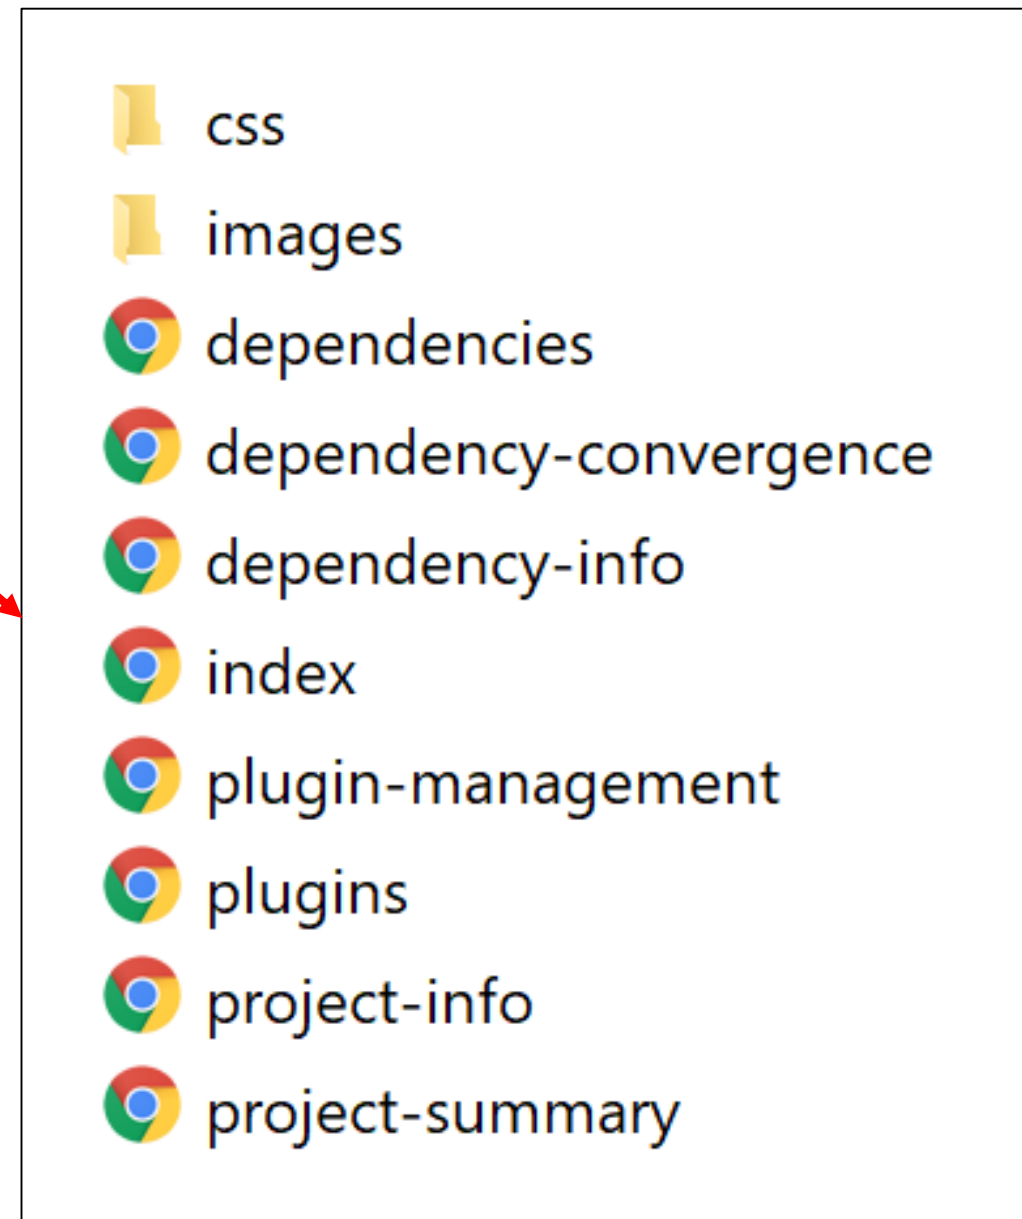 css
images
dependencies
dependency-convergence
dependency-info
index
plugin-management
plugins
project-info
project-summary